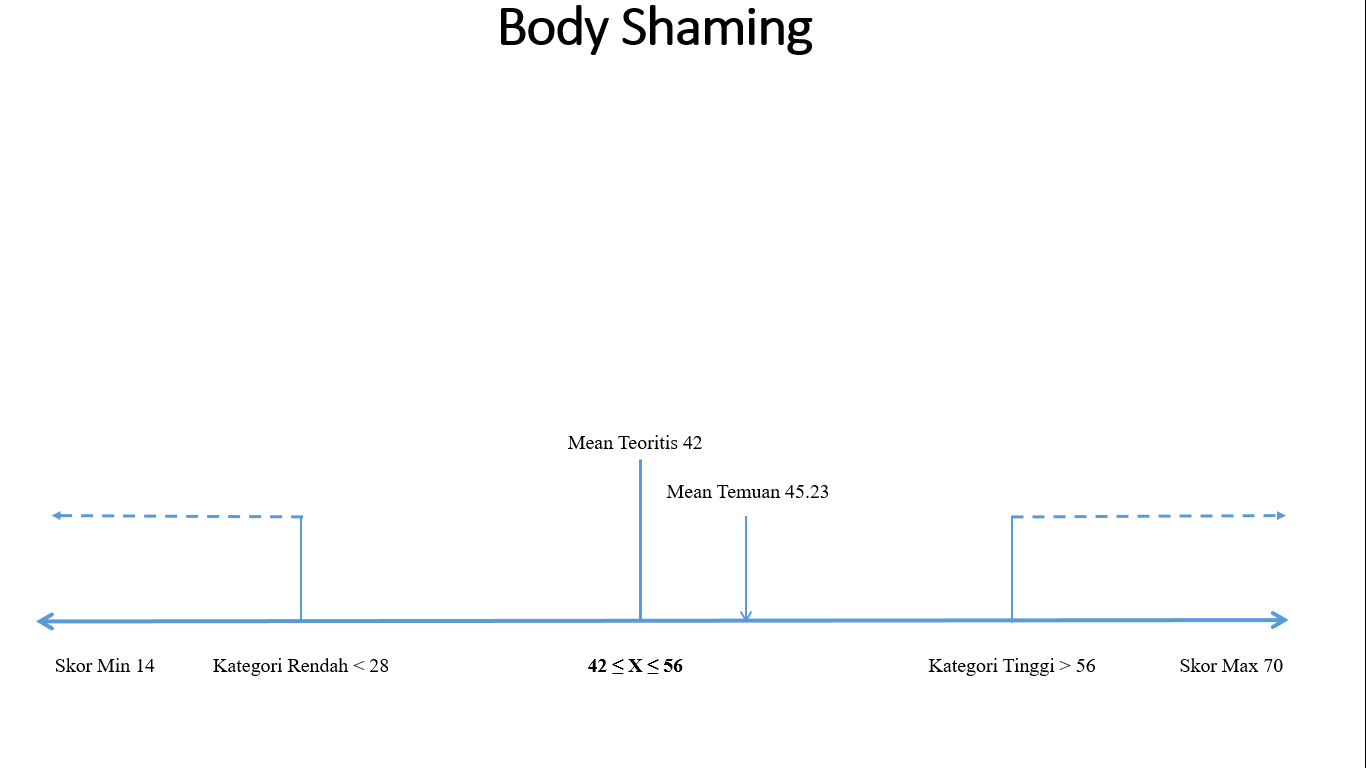 Body Shaming
Mean Teoritis 42
Mean Temuan 45.23
Skor Min 14
Kategori Rendah < 28
42 ≤ X ≤ 56
Kategori Tinggi > 56
Skor Max 70